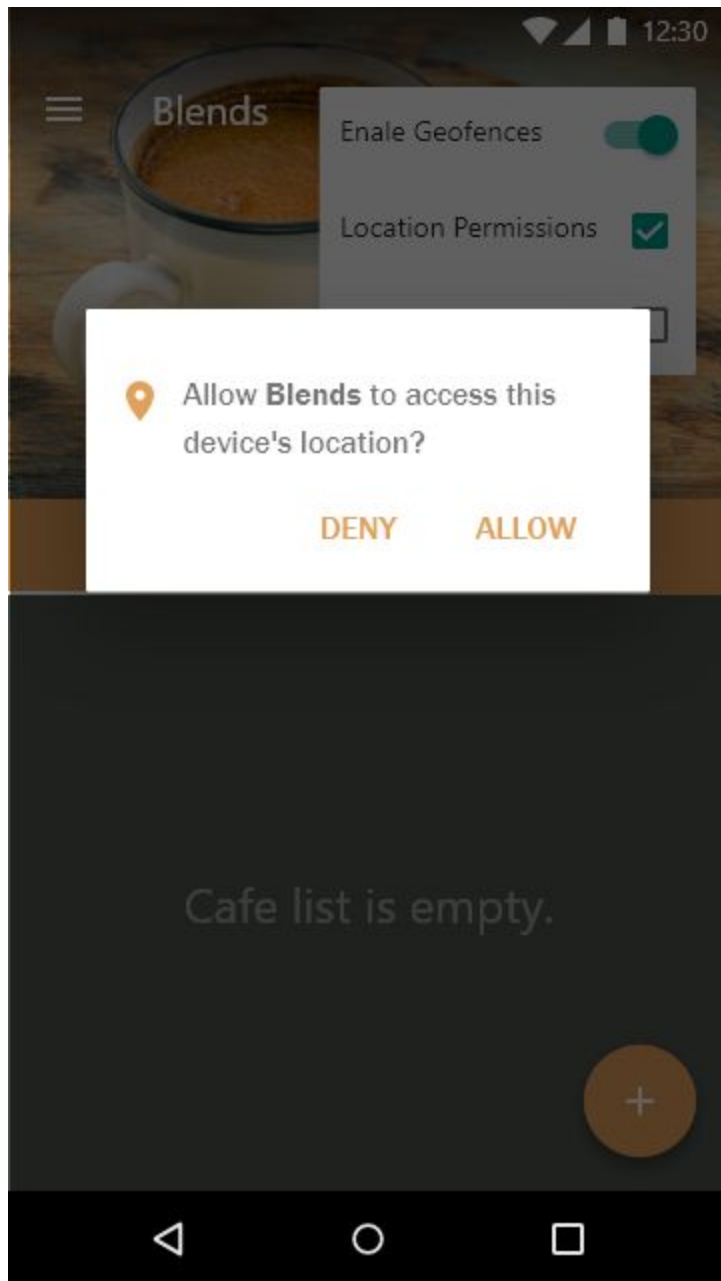 12:30
Blends
Enale Geofences
Location Permissions
Allow Blends to access this
device's location?
DENY ALLOW
Cafe list is empty.